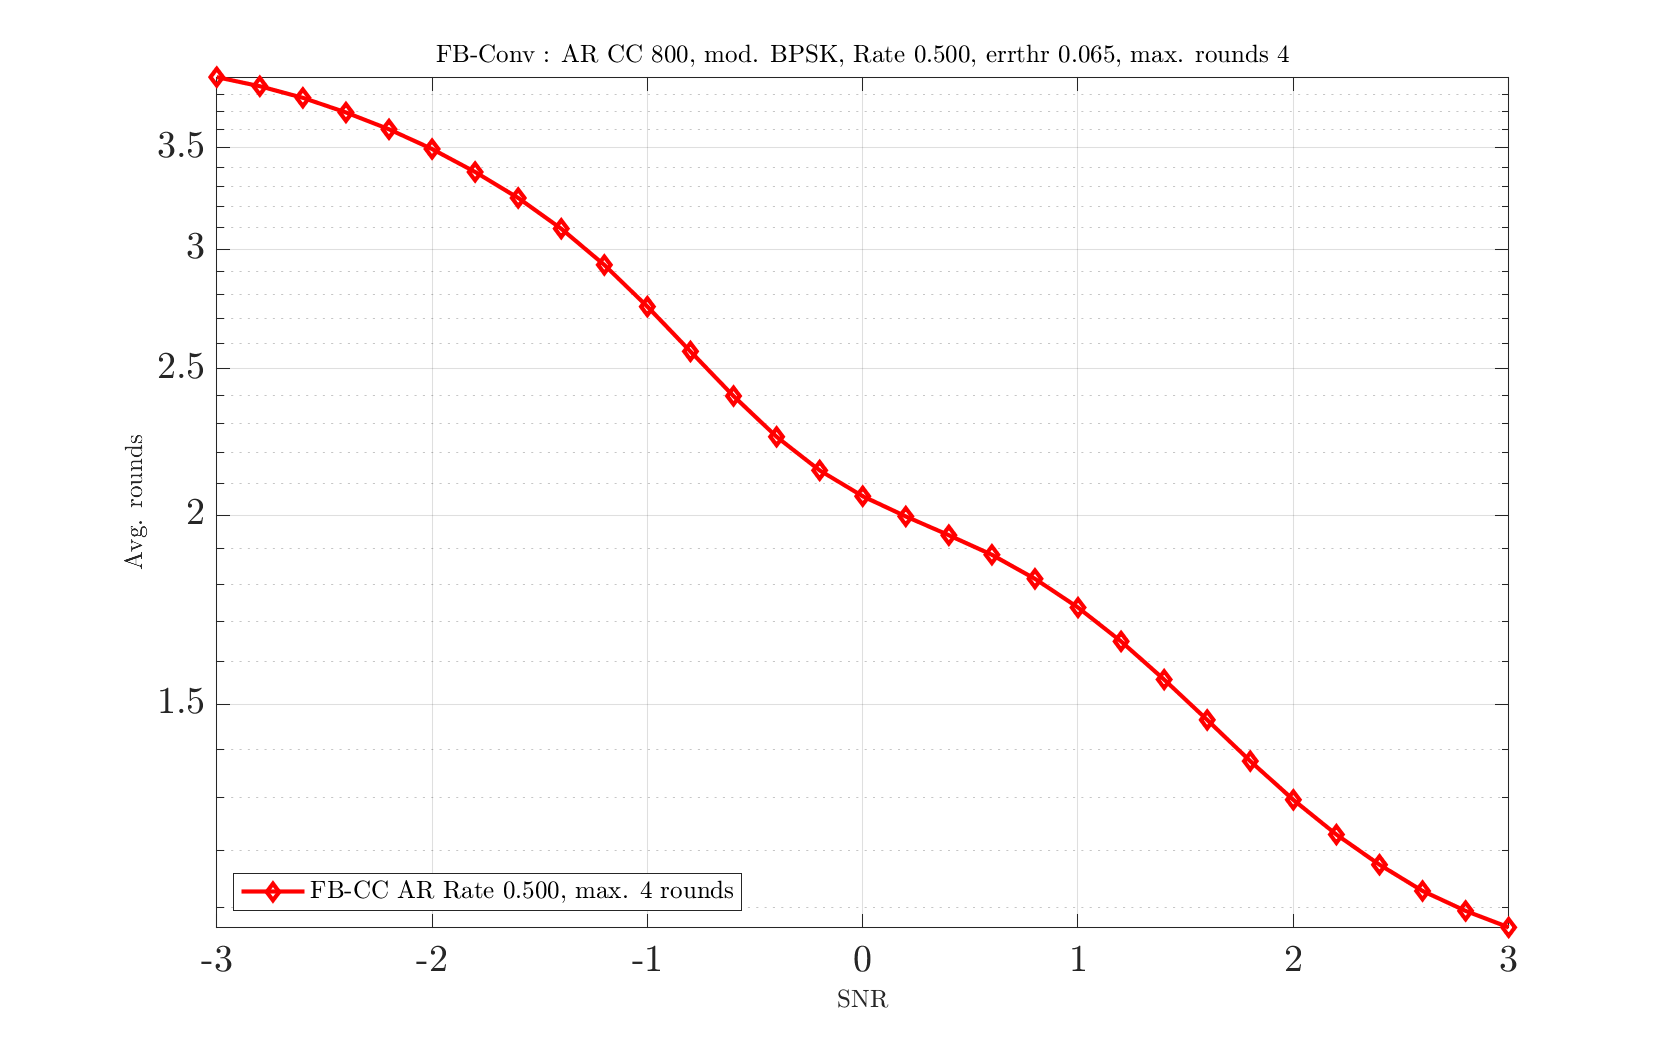 FB-Conv : AR CC 800, mod. BPSK, Rate 0.500, errthr 0.065, max. rounds 4
3.5
3
2.5
2
1.5
Avg. rounds
FB-CC AR Rate 0.500, max. 4 rounds
-3 -2 -1 0 1 2 3
SNR